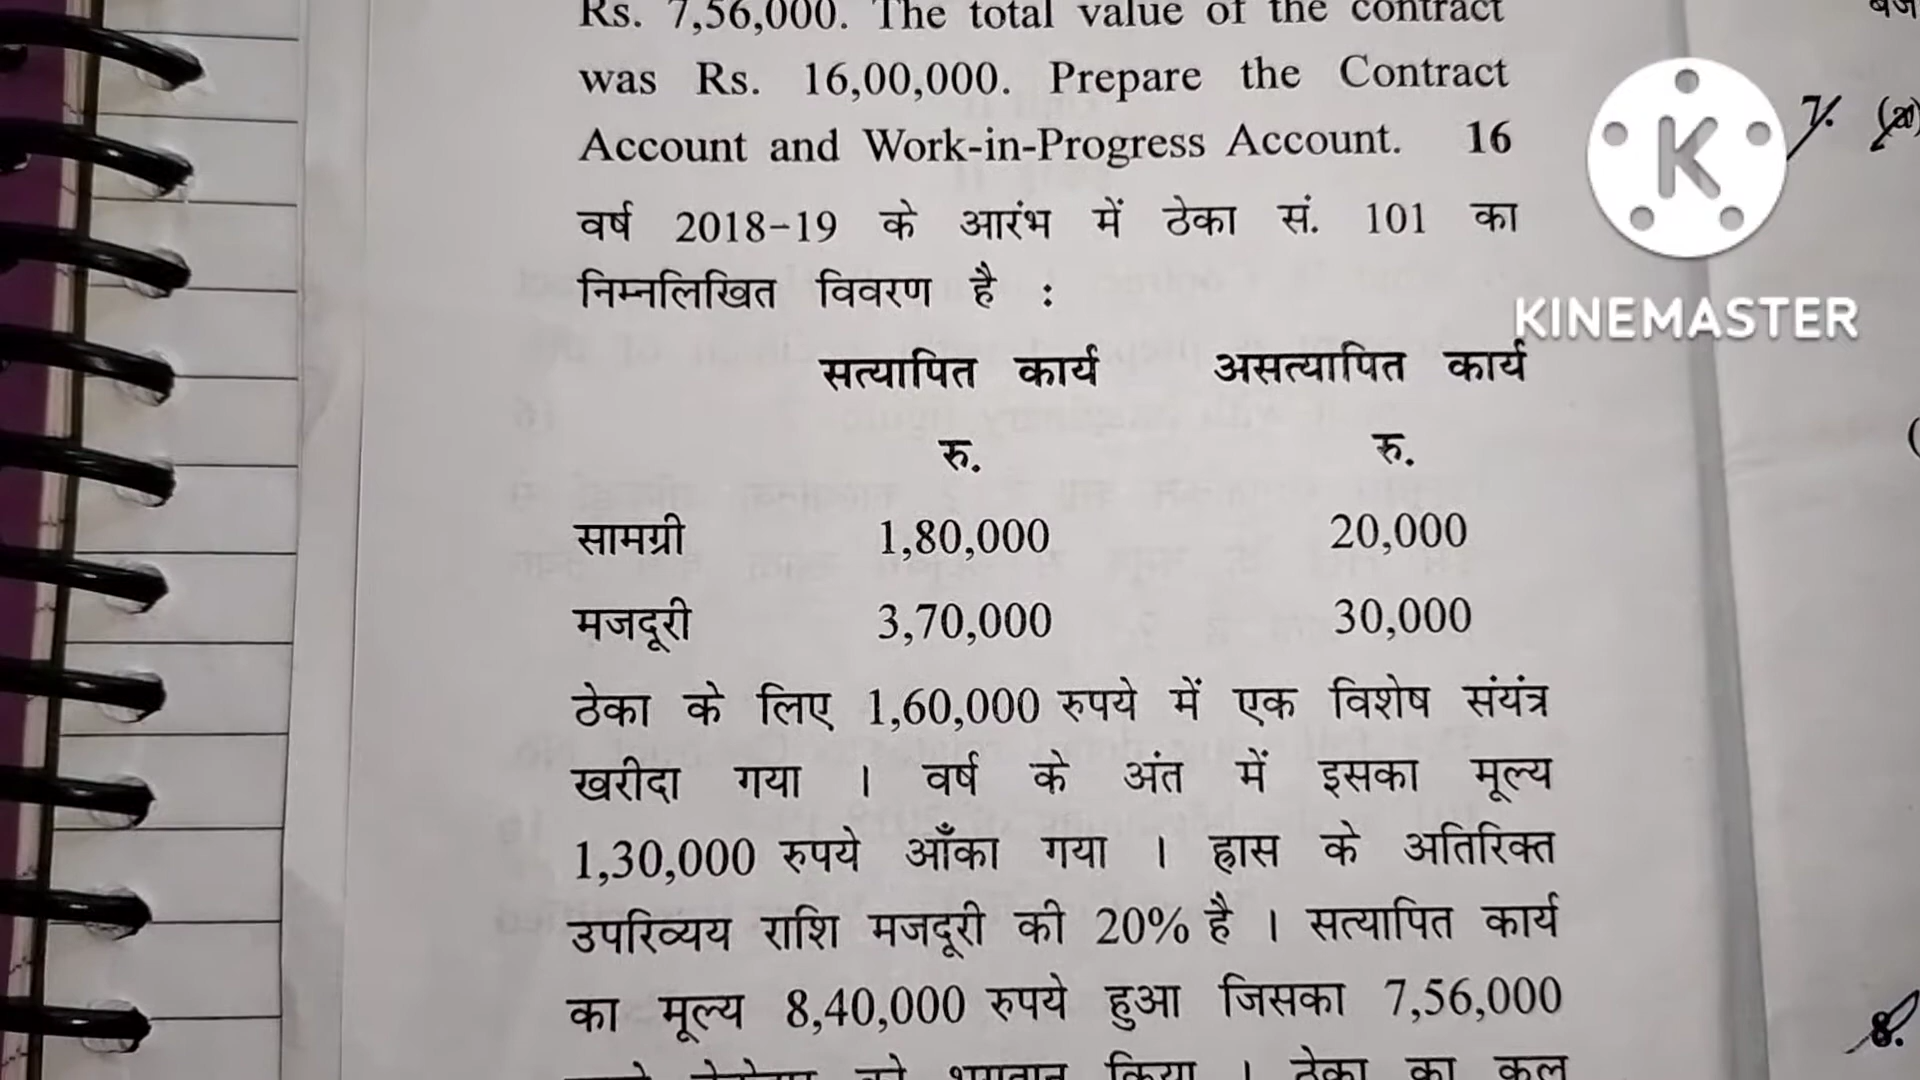 Rs. 7,56,000. The total value of the contract
was Rs. 16,00,000. Prepare the Contract
Account and Work-in-Progress Account. 16
वर्ष 2018-19 के आरंभ में ठेका सं. 101 का
निम्नलिखित विवरण है :
सत्यापित कार्य असत्यापित कार्य
रु. रु.
सामग्री 1,80,000 20,000
मजदूरी 3,70,000 30,000
ठेका के लिए 1,60,000 रुपये में एक विशेष संयंत्र
खरीदा गया । वर्ष के अंत में इसका मूल्य
1,30,000 रुपये आँका गया । ह्रास के अतिरिक्त
उपरिव्यय राशि मजदूरी की 20% है । सत्यापित कार्य
का मूल्य 8,40,000 रुपये हुआ जिसका 7,56,000
भुगतान किया । ठेका का कुल
K
KINEMASTER
7.
8.